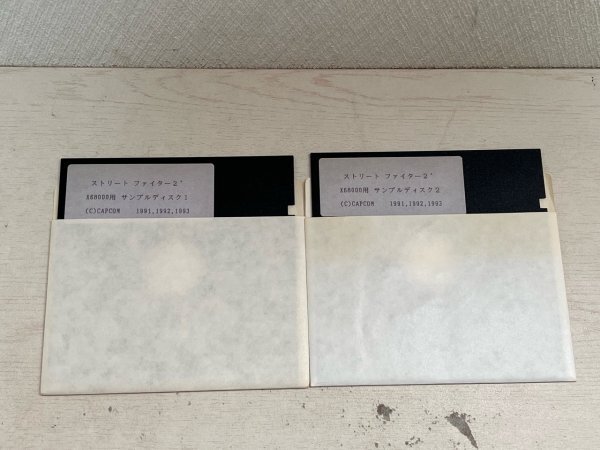 ストリート ファイター2'
X68000用 サンプルディスク1
(C)CAPCOM 1991,1992,1993
ストリート ファイター2'
X68000用 サンプルディスク2
(C)CAPCOM 1991,1992,1993